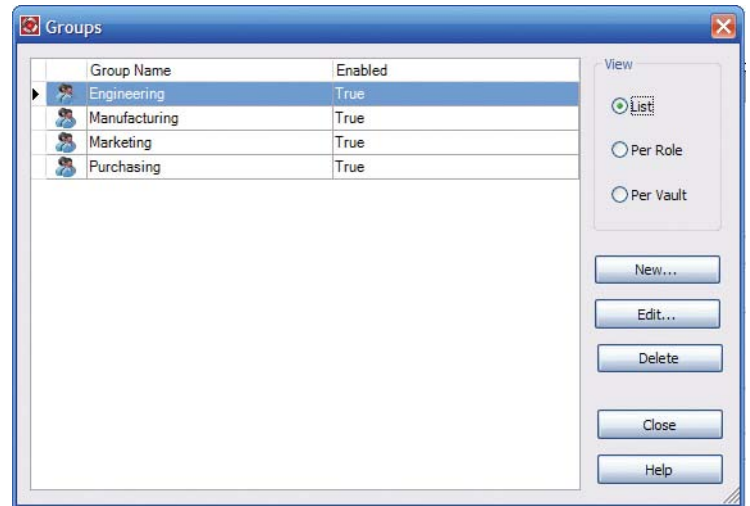 Groups
Group Name Enabled
Engineering True
Manufacturing True
Marketing True
Purchasing True
View
List
Per Role
Per Vault
New...
Edit...
Delete
Close
Help